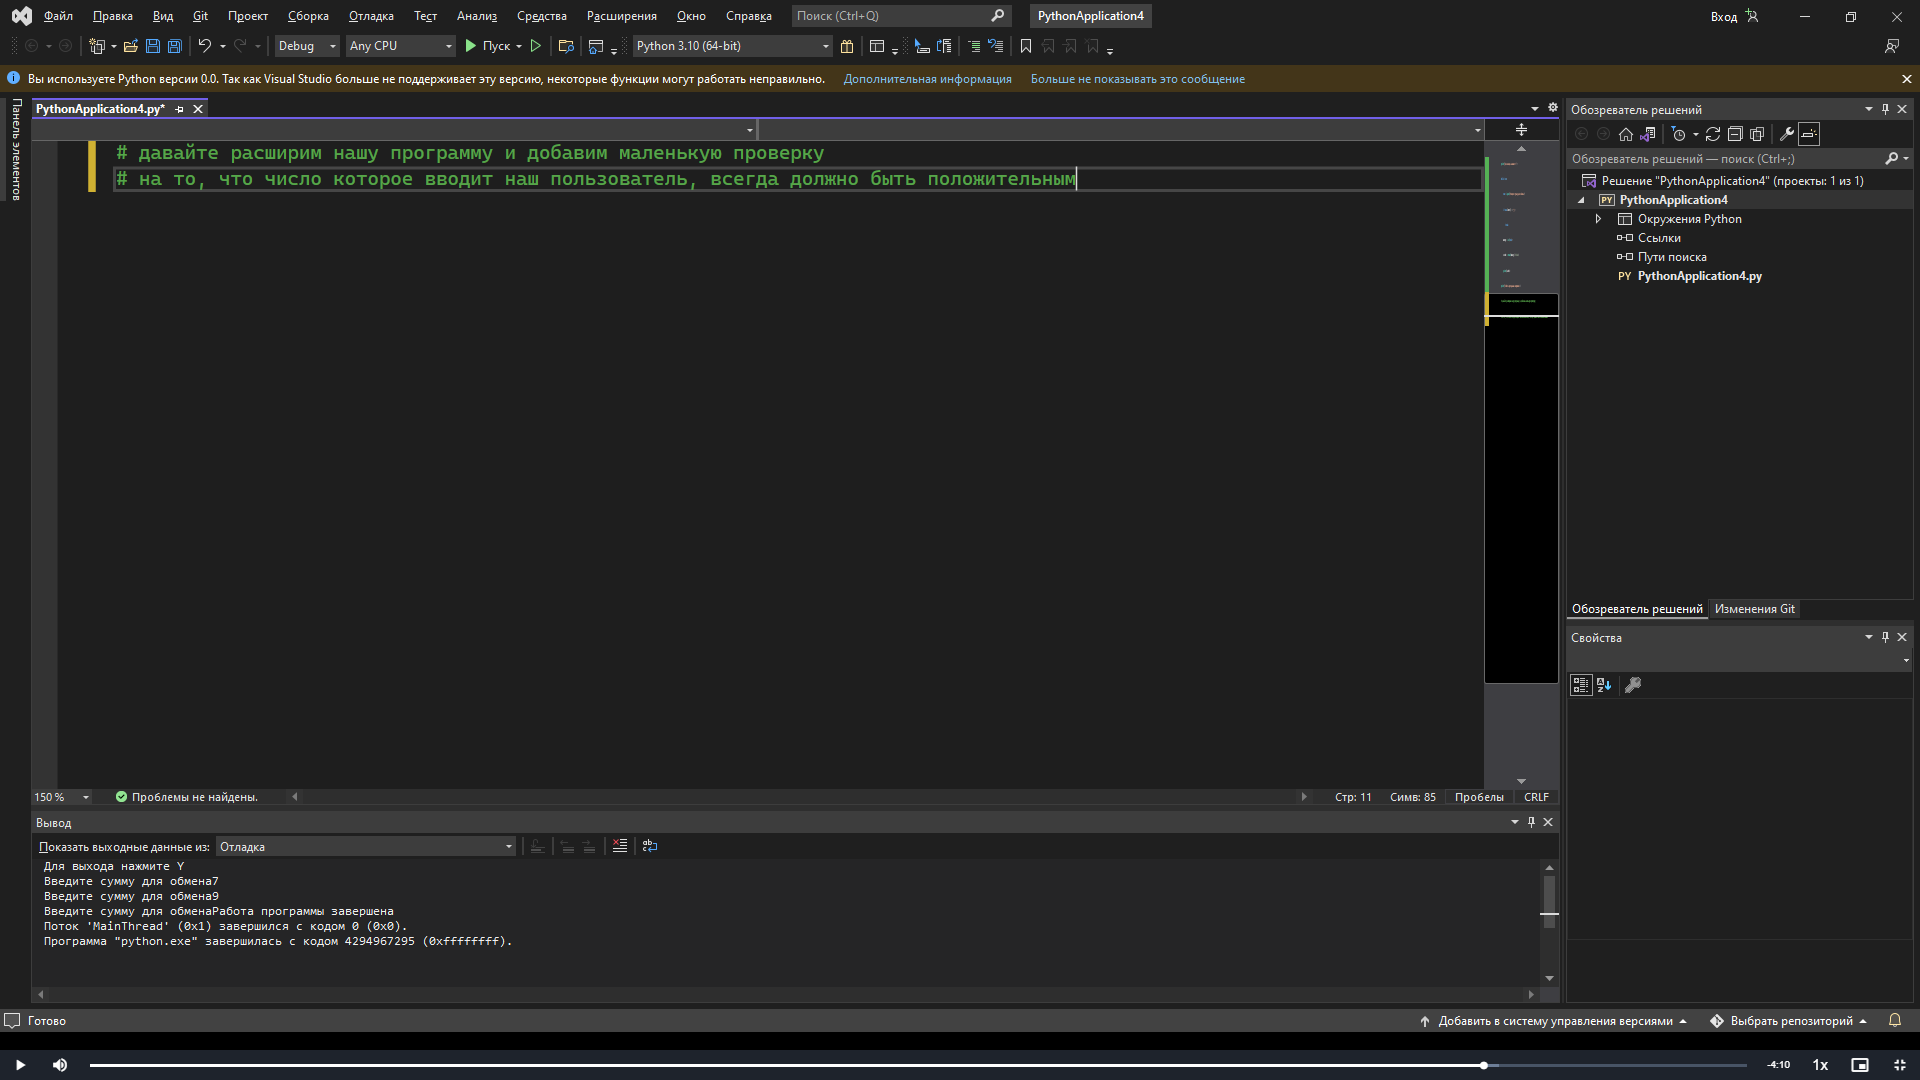 Файл Правка Вид Git Проект Сборка Отладка Тест Анализ Средства Расширения Окно Справка Поиск (Ctrl+Q) PythonApplication4 Вход
Debug Any CPU Пуск Python 3.10 (64-bit)
Вы используете Python версии 0.0. Так как Visual Studio больше не поддерживает эту версию, некоторые функции могут работать неправильно. Дополнительная информация Больше не показывать это сообщение
Панель элементов
PythonApplication4.py*
# давайте расширим нашу программу и добавим маленькую проверку
# на то, что число которое вводит наш пользователь, всегда должно быть положительным
150 % Проблемы не найдены. Стр: 11 Симв: 85 Пробелы CRLF
Вывод
Показать выходные данные из: Отладка
Для выхода нажмите Y
Введите сумму для обмена7
Введите сумму для обмена9
Введите сумму для обменаРабота программы завершена
Поток 'MainThread' (0x1) завершился с кодом 0 (0x0).
Программа "python.exe" завершилась с кодом 4294967295 (0xffffffff).
Обозреватель решений
Обозреватель решений — поиск (Ctrl+;)
Решение "PythonApplication4" (проекты: 1 из 1)
PY PythonApplication4
Окружения Python
Ссылки
Пути поиска
PY PythonApplication4.py
Обозреватель решений Изменения Git
Свойства
Готово Добавить в систему управления версиями Выбрать репозиторий
-4:10 1x